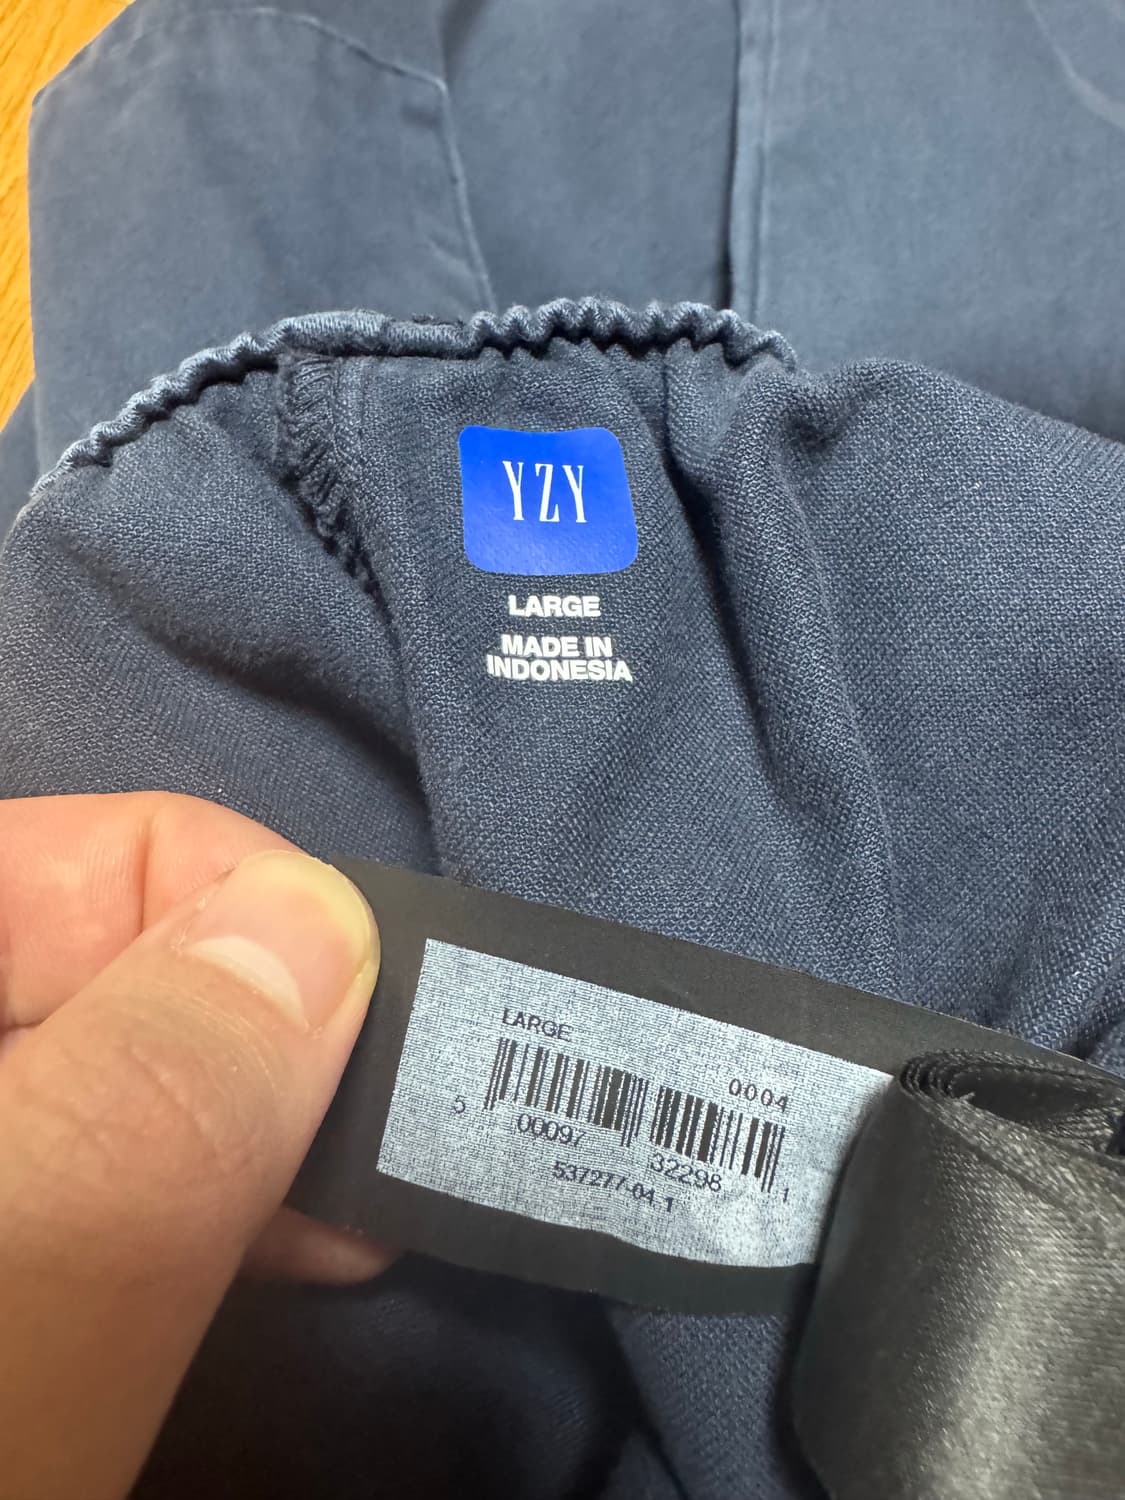 YZY
LARGE
MADE IN
INDONESIA
LARGE
0004
5 00097 32298 1
537277-04-1